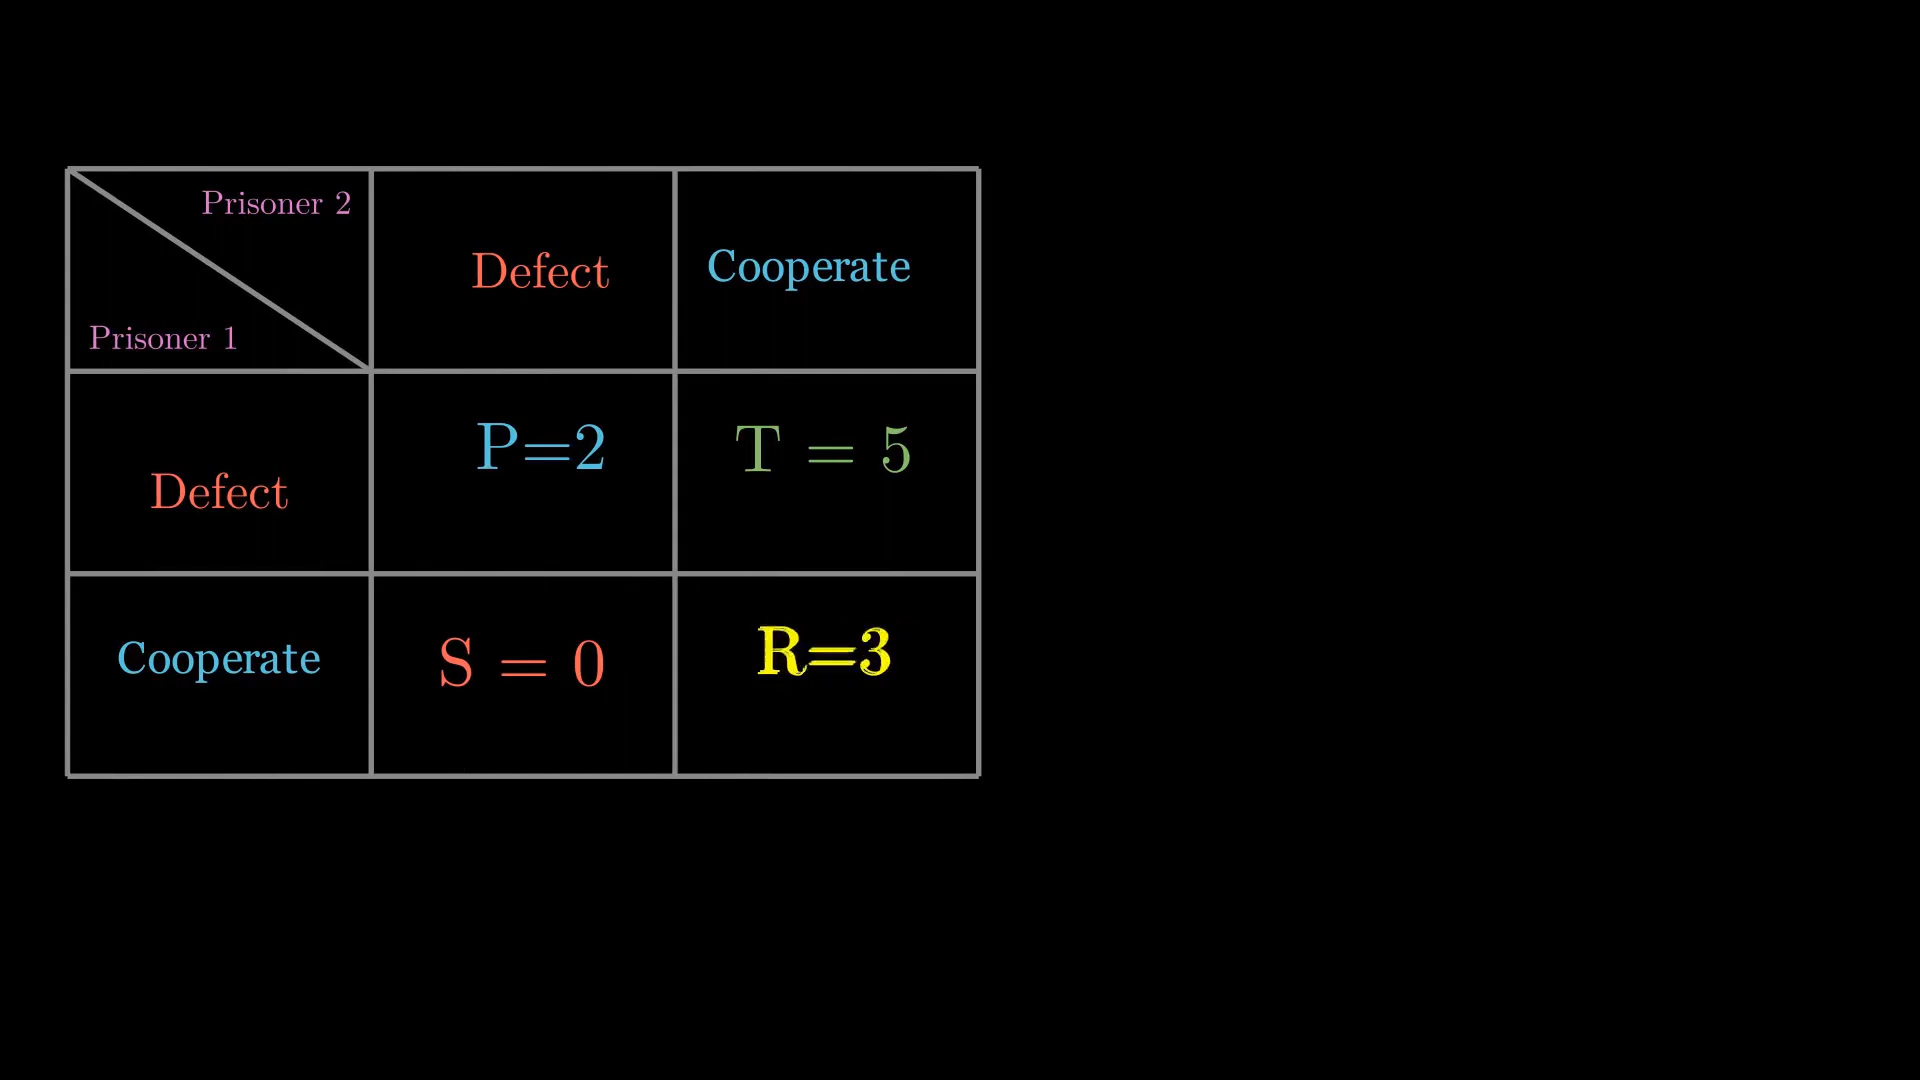 Prisoner 2
Prisoner 1
Defect
Cooperate
Defect
P=2
T = 5
Cooperate
S = 0
R=3